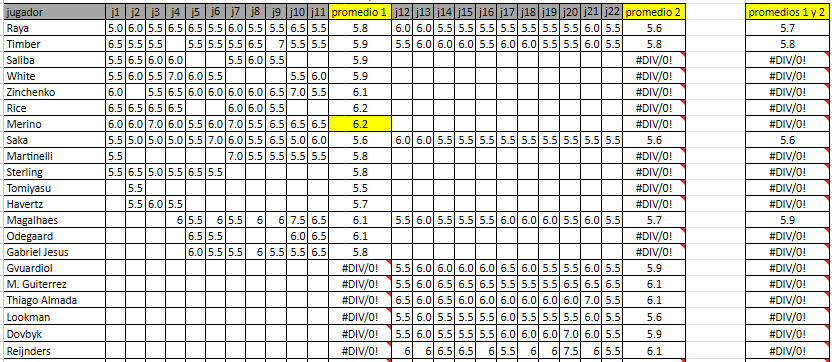 jugador j1 j2 j3 j4 j5 j6 j7 j8 j9 j10 j11 promedio 1 j12 j13 j14 j15 j16 j17 j18 j19 j20 j21 j22 promedio 2 promedios 1 y 2
Raya 5.0 6.0 5.5 6.5 6.5 5.5 6.0 5.5 5.5 6.5 5.5 5.8 6.0 6.0 5.5 5.5 5.5 5.5 5.5 5.5 5.5 6.0 5.5 5.6 5.7
Timber 6.5 5.5 5.5 5.5 5.5 5.5 5.5 6.5 7 5.5 5.5 5.9 5.5 6.0 6.0 6.0 5.5 5.5 6.0 6.0 5.5 5.5 5.5 5.8 5.8
Saliba 5.5 6.5 6.0 6.0 5.5 6.0 5.5 5.9 #DIV/0! #DIV/0!
White 5.5 6.0 5.5 7.0 6.0 5.5 5.5 6.0 5.9 #DIV/0! #DIV/0!
Zinchenko 6.0 5.5 6.5 6.0 6.0 6.0 6.0 6.5 7.0 5.5 6.1 #DIV/0! #DIV/0!
Rice 6.5 6.5 6.5 6.5 6.0 6.0 5.5 6.2 #DIV/0! #DIV/0!
Merino 6.0 6.0 7.0 6.0 5.5 6.0 7.0 5.5 6.5 6.5 6.5 6.2 #DIV/0! #DIV/0!
Saka 5.5 5.0 5.0 5.0 5.5 7.0 6.0 5.5 6.5 5.0 6.0 5.6 6.0 6.0 5.5 5.5 5.5 5.5 5.5 5.5 5.5 5.5 5.5 5.6 5.6
Martinelli 5.5 7.0 5.5 5.5 5.5 5.5 5.8 #DIV/0! #DIV/0!
Sterling 5.5 6.5 5.0 5.5 6.5 5.5 5.8 #DIV/0! #DIV/0!
Tomiyasu 5.5 5.5 #DIV/0! #DIV/0!
Havertz 5.5 6.0 5.5 5.7 #DIV/0! #DIV/0!
Magalhaes 6 5.5 6 5.5 6 6 7.5 6.5 6.1 5.5 6.0 5.5 6.0 5.5 5.5 6.0 6.0 5.5 6.0 5.5 5.7 5.9
Odegaard 5.5 5.5 6.0 6.5 6.1 #DIV/0! #DIV/0!
Gabriel Jesus 6.0 5.5 5.5 6 5.5 5.5 6.5 5.8 #DIV/0! #DIV/0!
Gvuardiol #DIV/0! 5.5 6.0 6.0 6.0 6.0 6.0 5.5 5.5 5.5 6.0 5.5 5.9 #DIV/0!
M. Guiterrez #DIV/0! 5.5 6.0 6.5 6.5 6.5 6.5 6.0 6.0 6.0 6.0 5.5 6.1 #DIV/0!
Thiago Almada #DIV/0! 6.0 6.5 6.0 6.5 6.0 6.0 6.0 6.0 6.0 7.0 5.5 6.1 #DIV/0!
Lookman #DIV/0! 5.5 6.0 5.5 5.5 5.5 5.5 6.0 5.5 6.0 5.5 5.5 5.6 #DIV/0!
Dovbyk #DIV/0! 5.5 6.0 5.5 5.5 5.5 6.0 6.0 6.0 7.0 6.0 5.5 5.9 #DIV/0!
Reijnders #DIV/0! 6 6 6.5 6.5 6 5.5 6 6 7.5 6 5.5 6.1 #DIV/0!